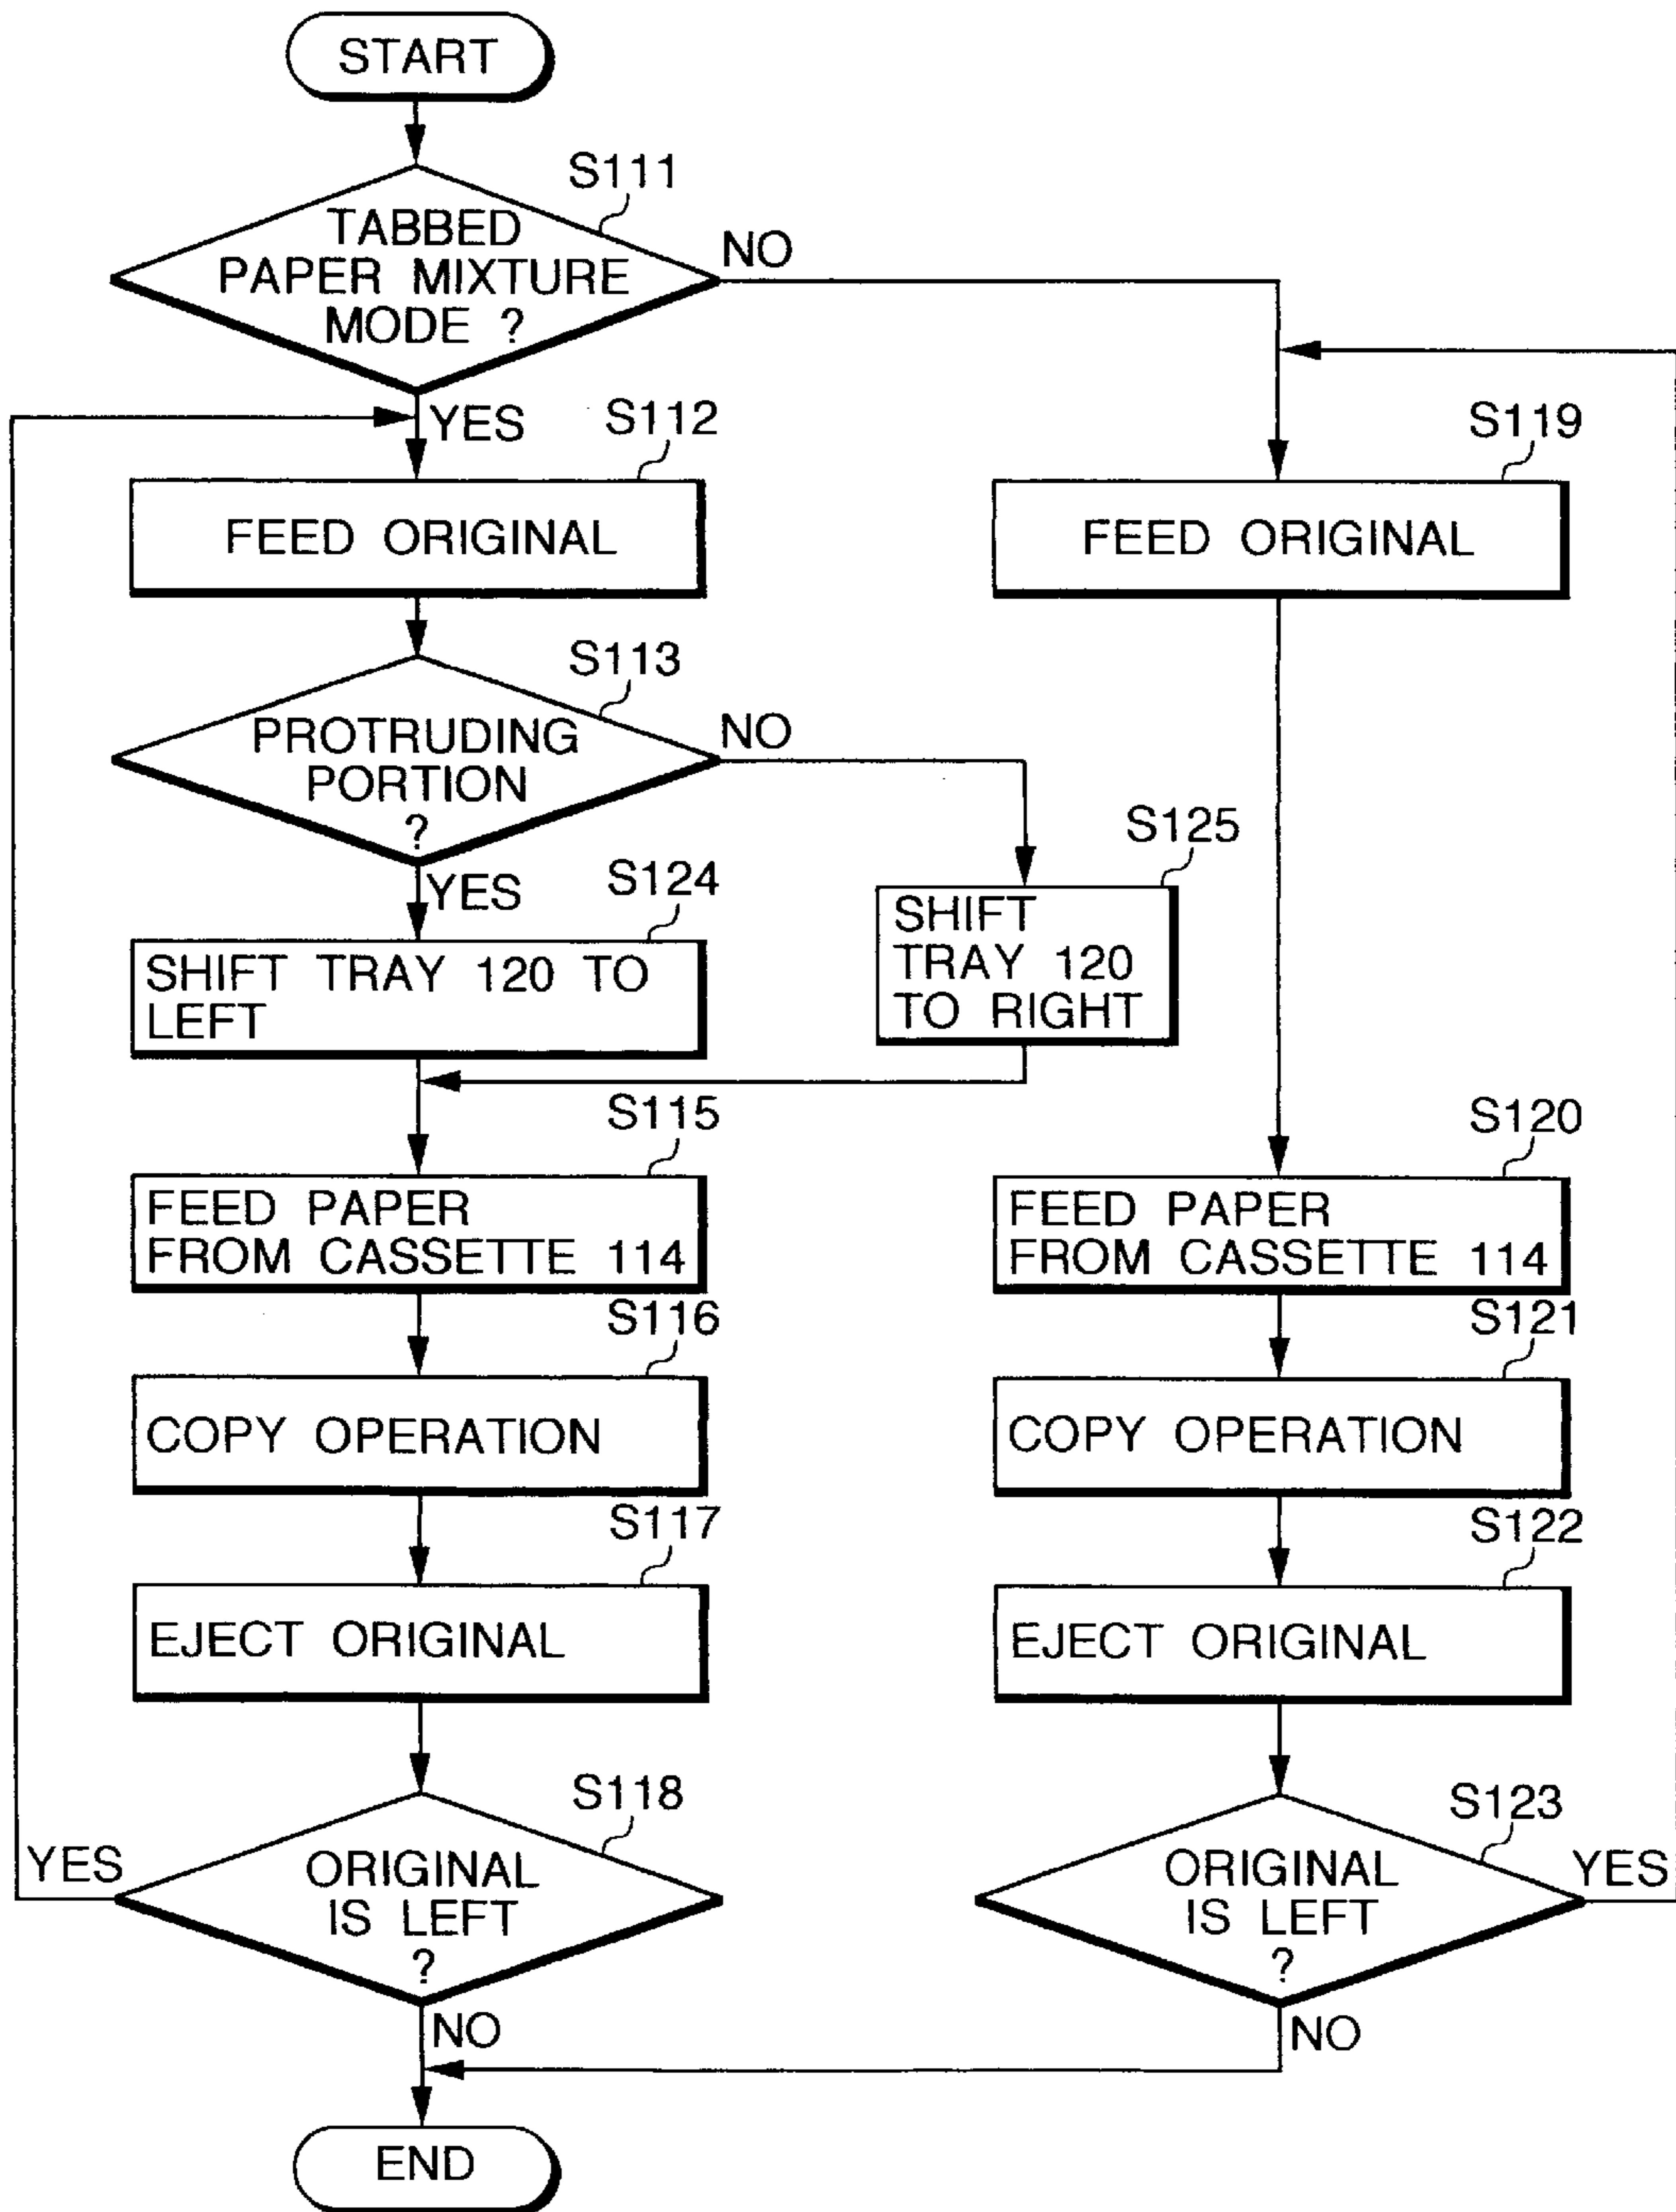 START
S111
TABBED
PAPER MIXTURE
MODE ?
NO
YES
S112
FEED ORIGINAL
S119
FEED ORIGINAL
S113
PROTRUDING
PORTION
?
NO
YES
S124
SHIFT TRAY 120 TO
LEFT
S125
SHIFT
TRAY 120
TO RIGHT
S115
FEED PAPER
FROM CASSETTE 114
S120
FEED PAPER
FROM CASSETTE 114
S116
COPY OPERATION
S121
COPY OPERATION
S117
EJECT ORIGINAL
S122
EJECT ORIGINAL
S118
YES
ORIGINAL
IS LEFT
?
NO
S123
ORIGINAL
IS LEFT
?
YES
NO
END